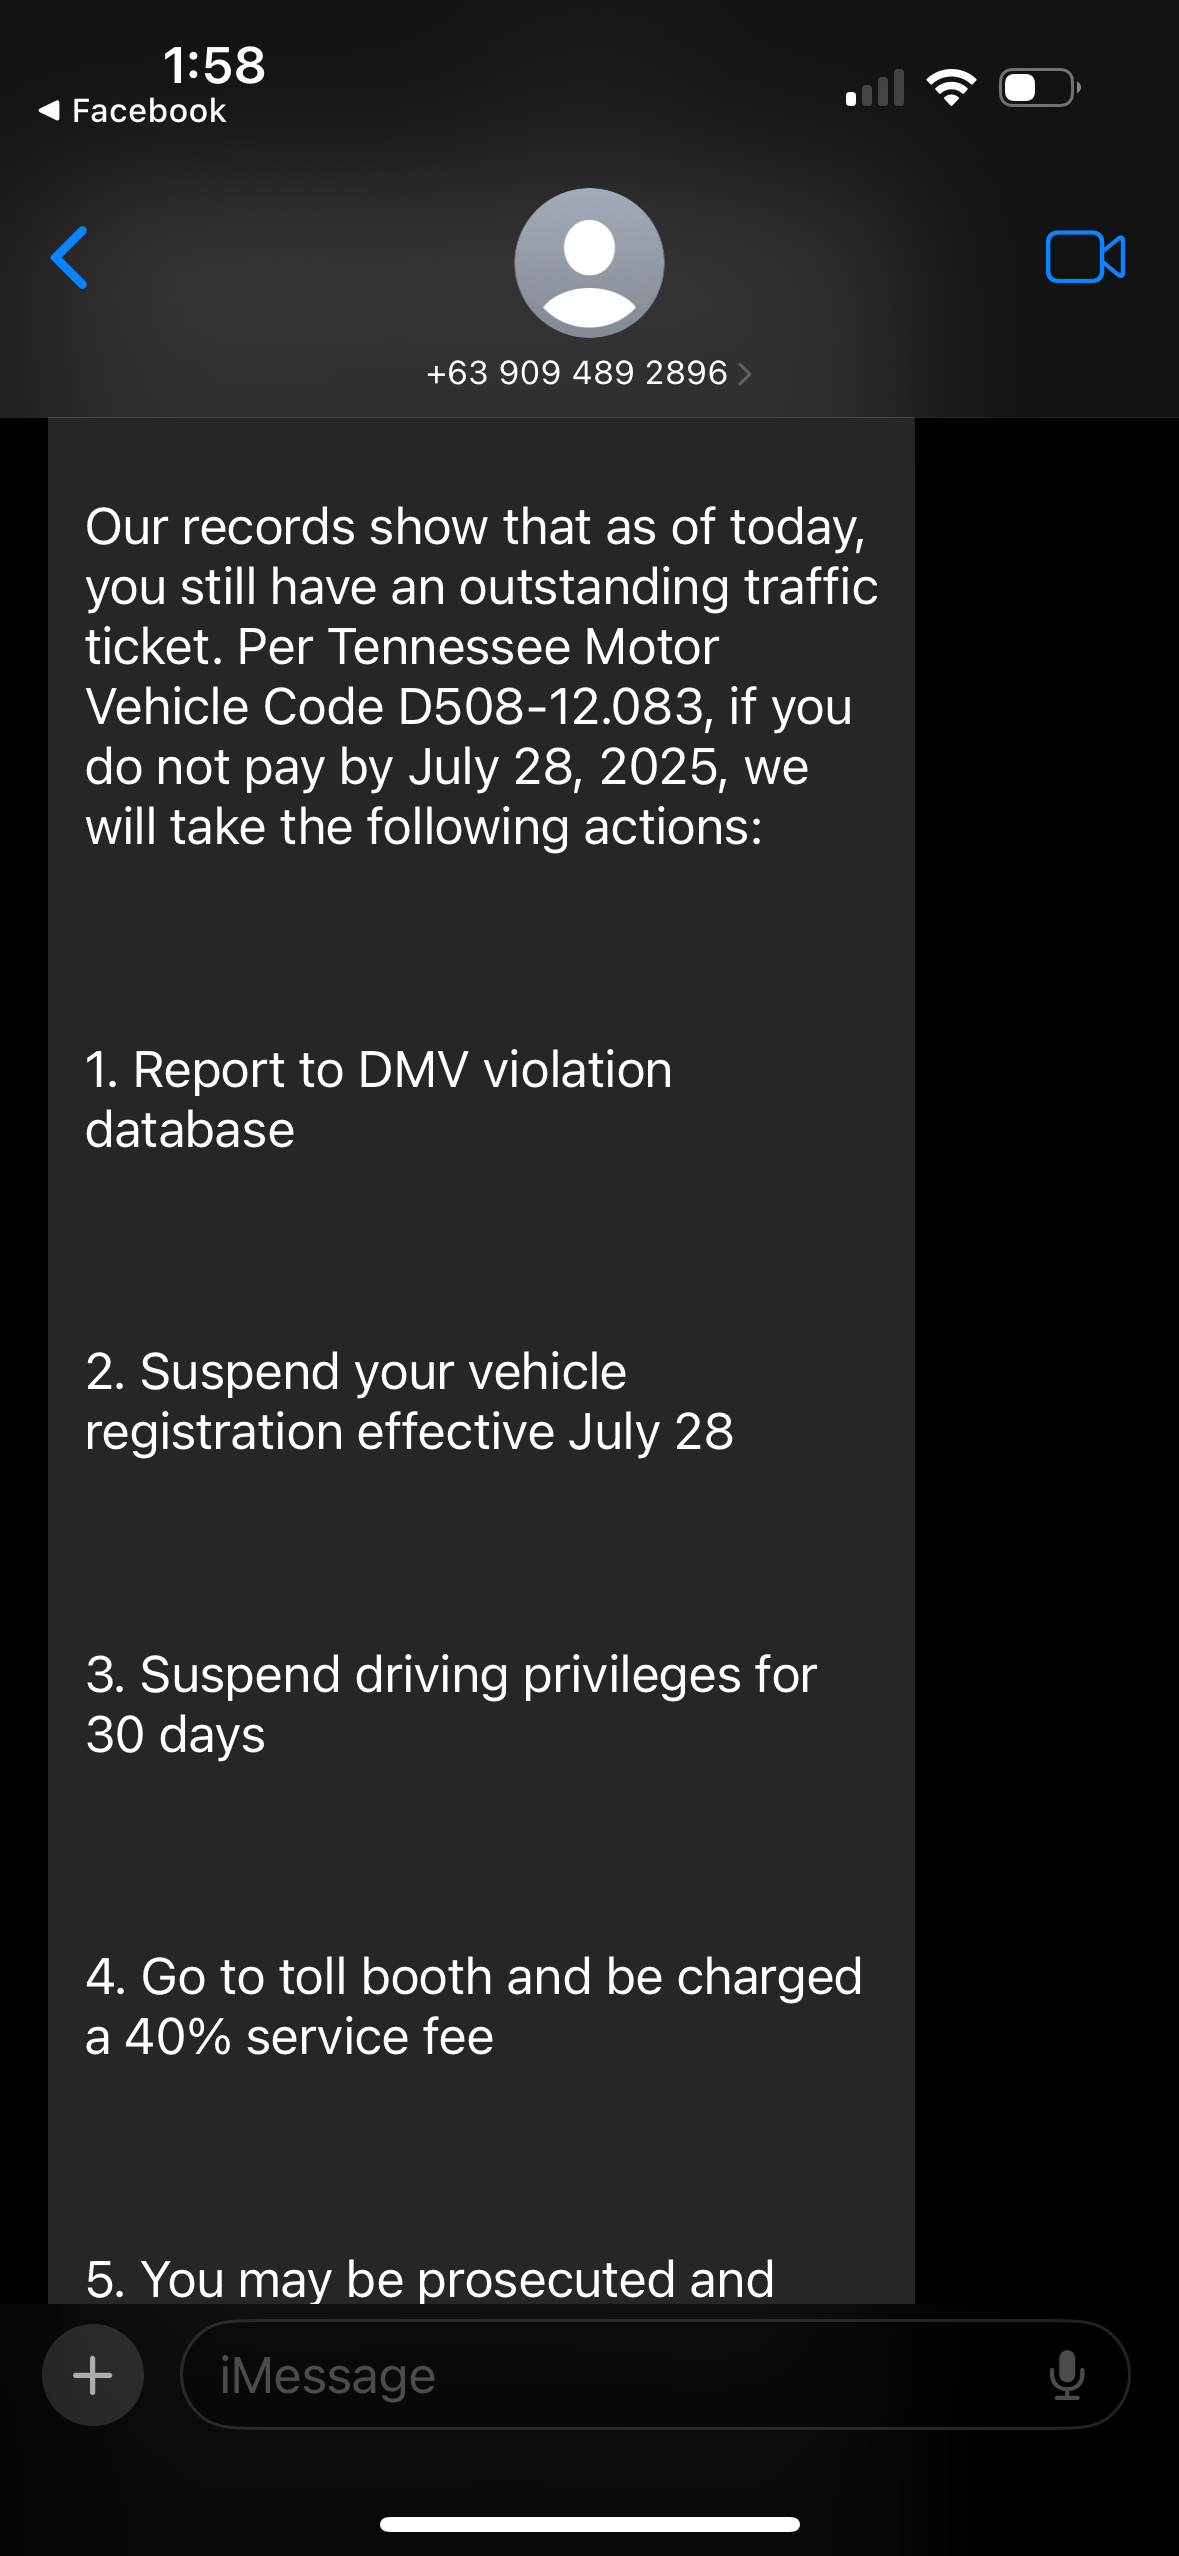 1:58
Facebook
+63 909 489 2896
Our records show that as of today,
you still have an outstanding traffic
ticket. Per Tennessee Motor
Vehicle Code D508-12.083, if you
do not pay by July 28, 2025, we
will take the following actions:
1. Report to DMV violation
database
2. Suspend your vehicle
registration effective July 28
3. Suspend driving privileges for
30 days
4. Go to toll booth and be charged
a 40% service fee
5. You may be prosecuted and
iMessage